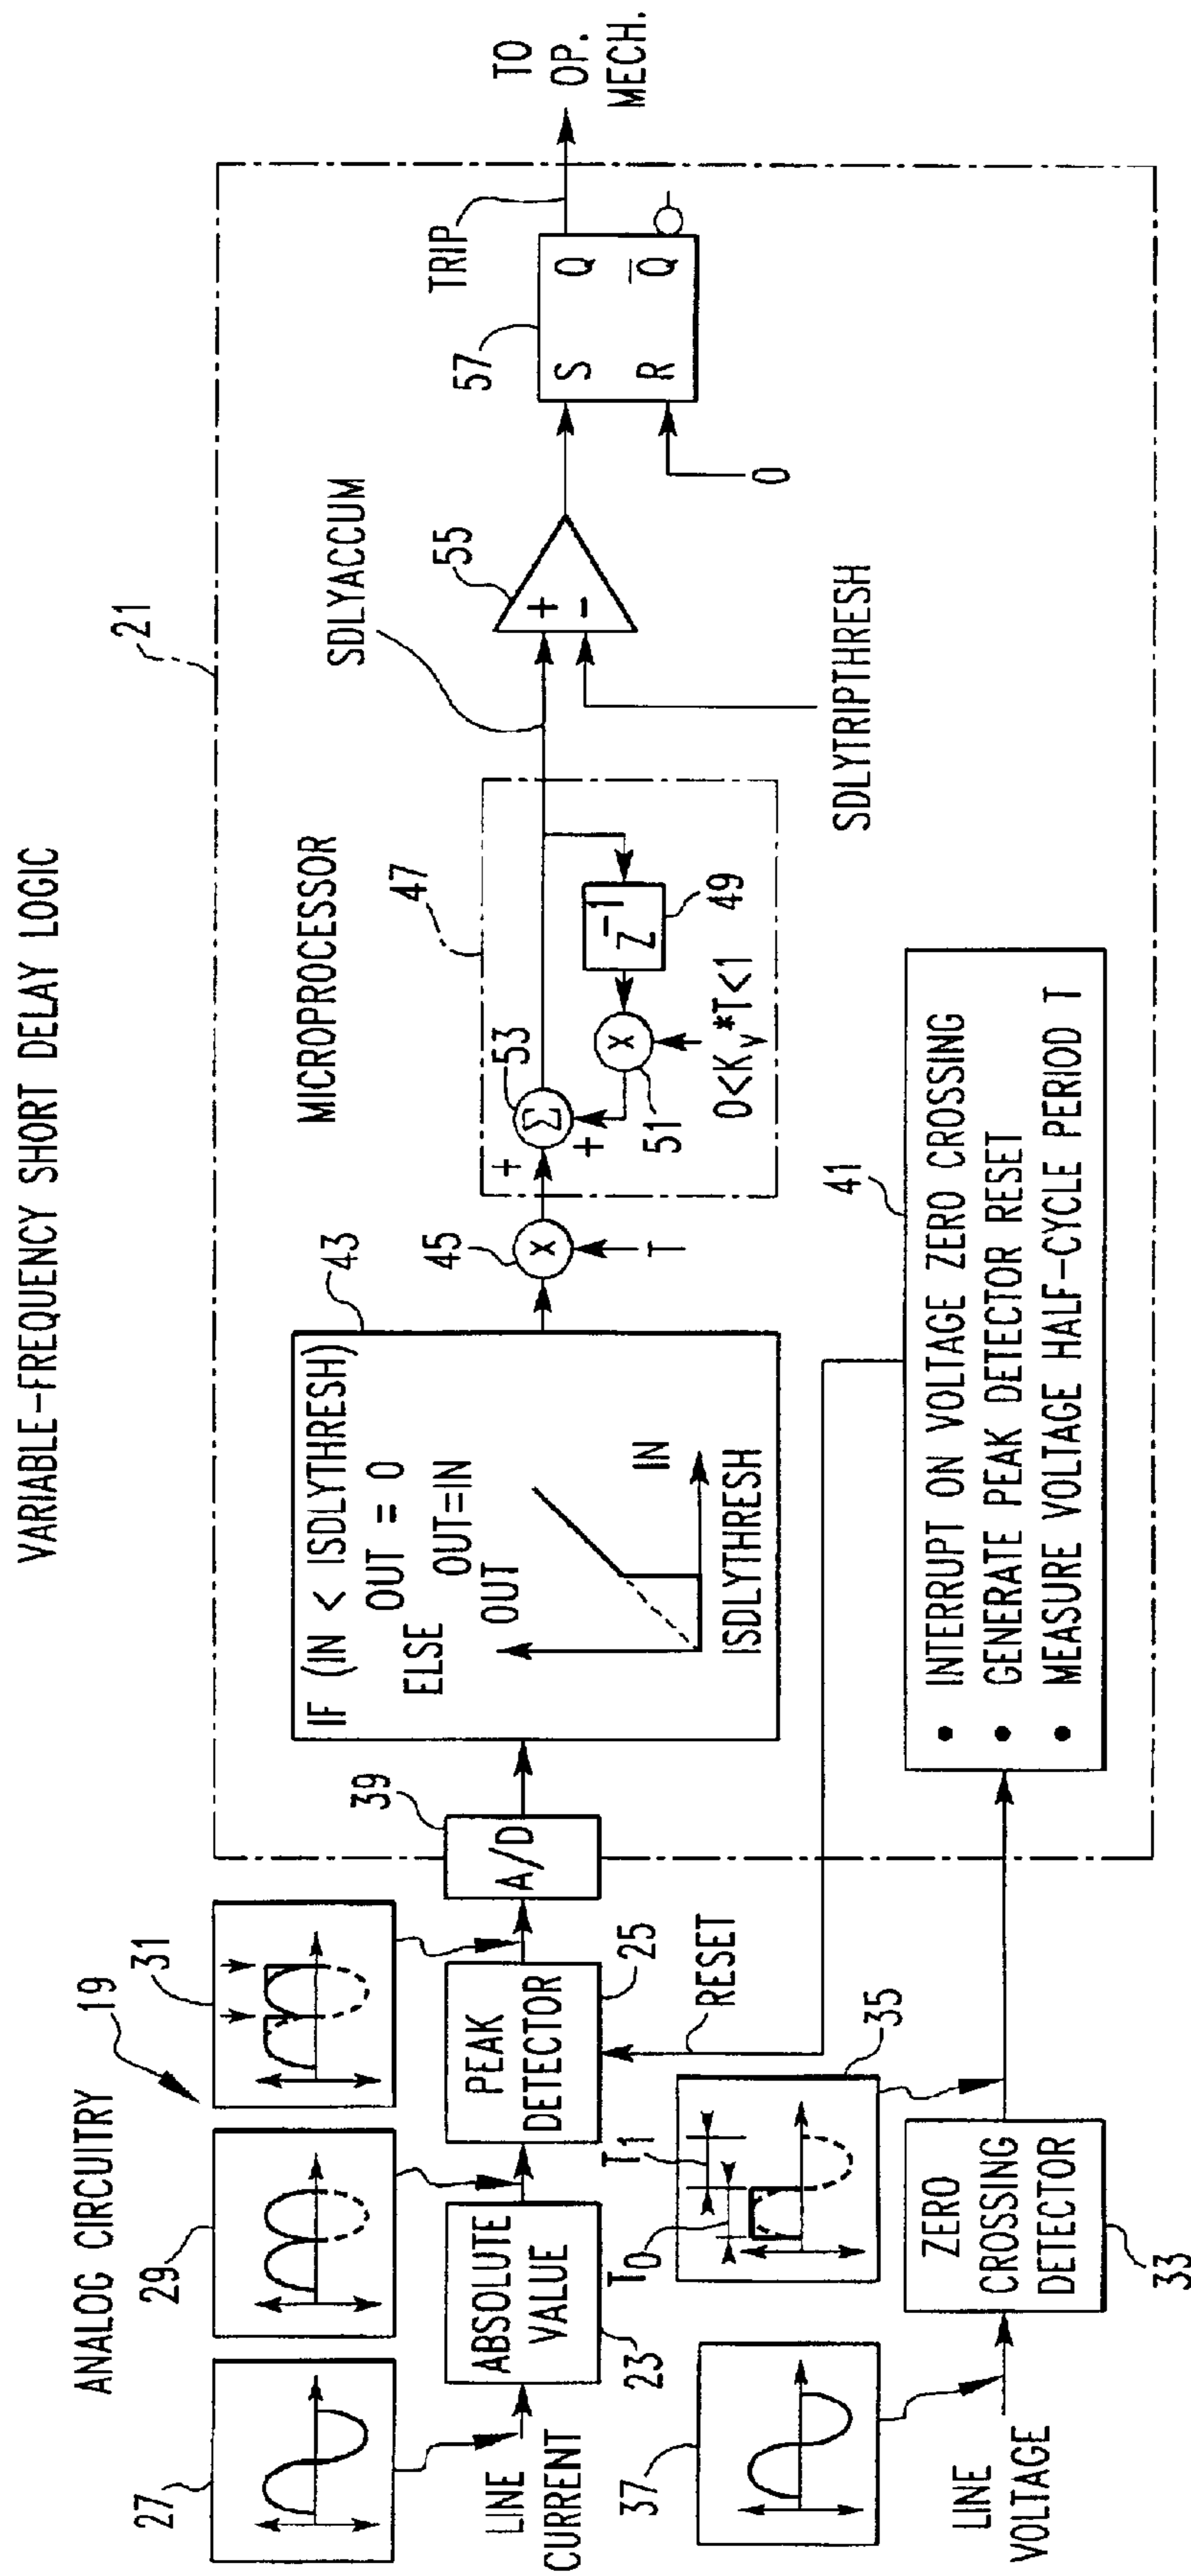 VARIABLE-FREQUENCY SHORT DELAY LOGIC
ANALOG CIRCUITRY
19
MICROPROCESSOR
21
27
29
31
LINE
CURRENT
ABSOLUTE
VALUE
23
PEAK
DETECTOR
25
RESET
A/D
39
IF (IN < ISDLYTHRESH)
OUT = 0
ELSE
OUT=IN
OUT
IN
ISDLYTHRESH
43
45
X
T
47
+
+
Σ
53
X
51
Z-1
49
0<Kv*T<1
SDLYACCUM
55
+
-
SDLYTRIPTHRESH
57
S Q
R Q
0
TRIP
TO
OP.
MECH.
37
LINE
VOLTAGE
ZERO
CROSSING
DETECTOR
33
35
T0
T1
41
• INTERRUPT ON VOLTAGE ZERO CROSSING
• GENERATE PEAK DETECTOR RESET
• MEASURE VOLTAGE HALF-CYCLE PERIOD T